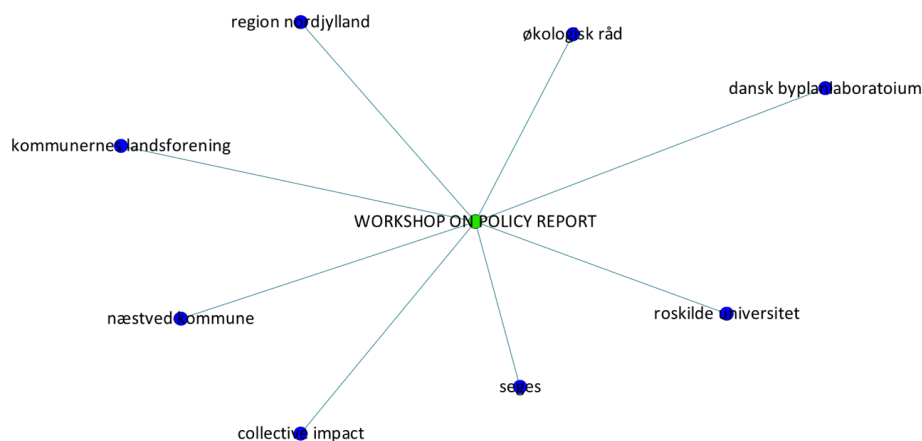 region nordjylland
økologisk råd
dansk byplanlaboratoium
kommunernes landsforening
WORKSHOP ON POLICY REPORT
næstved kommune
roskilde universitet
seges
collective impact